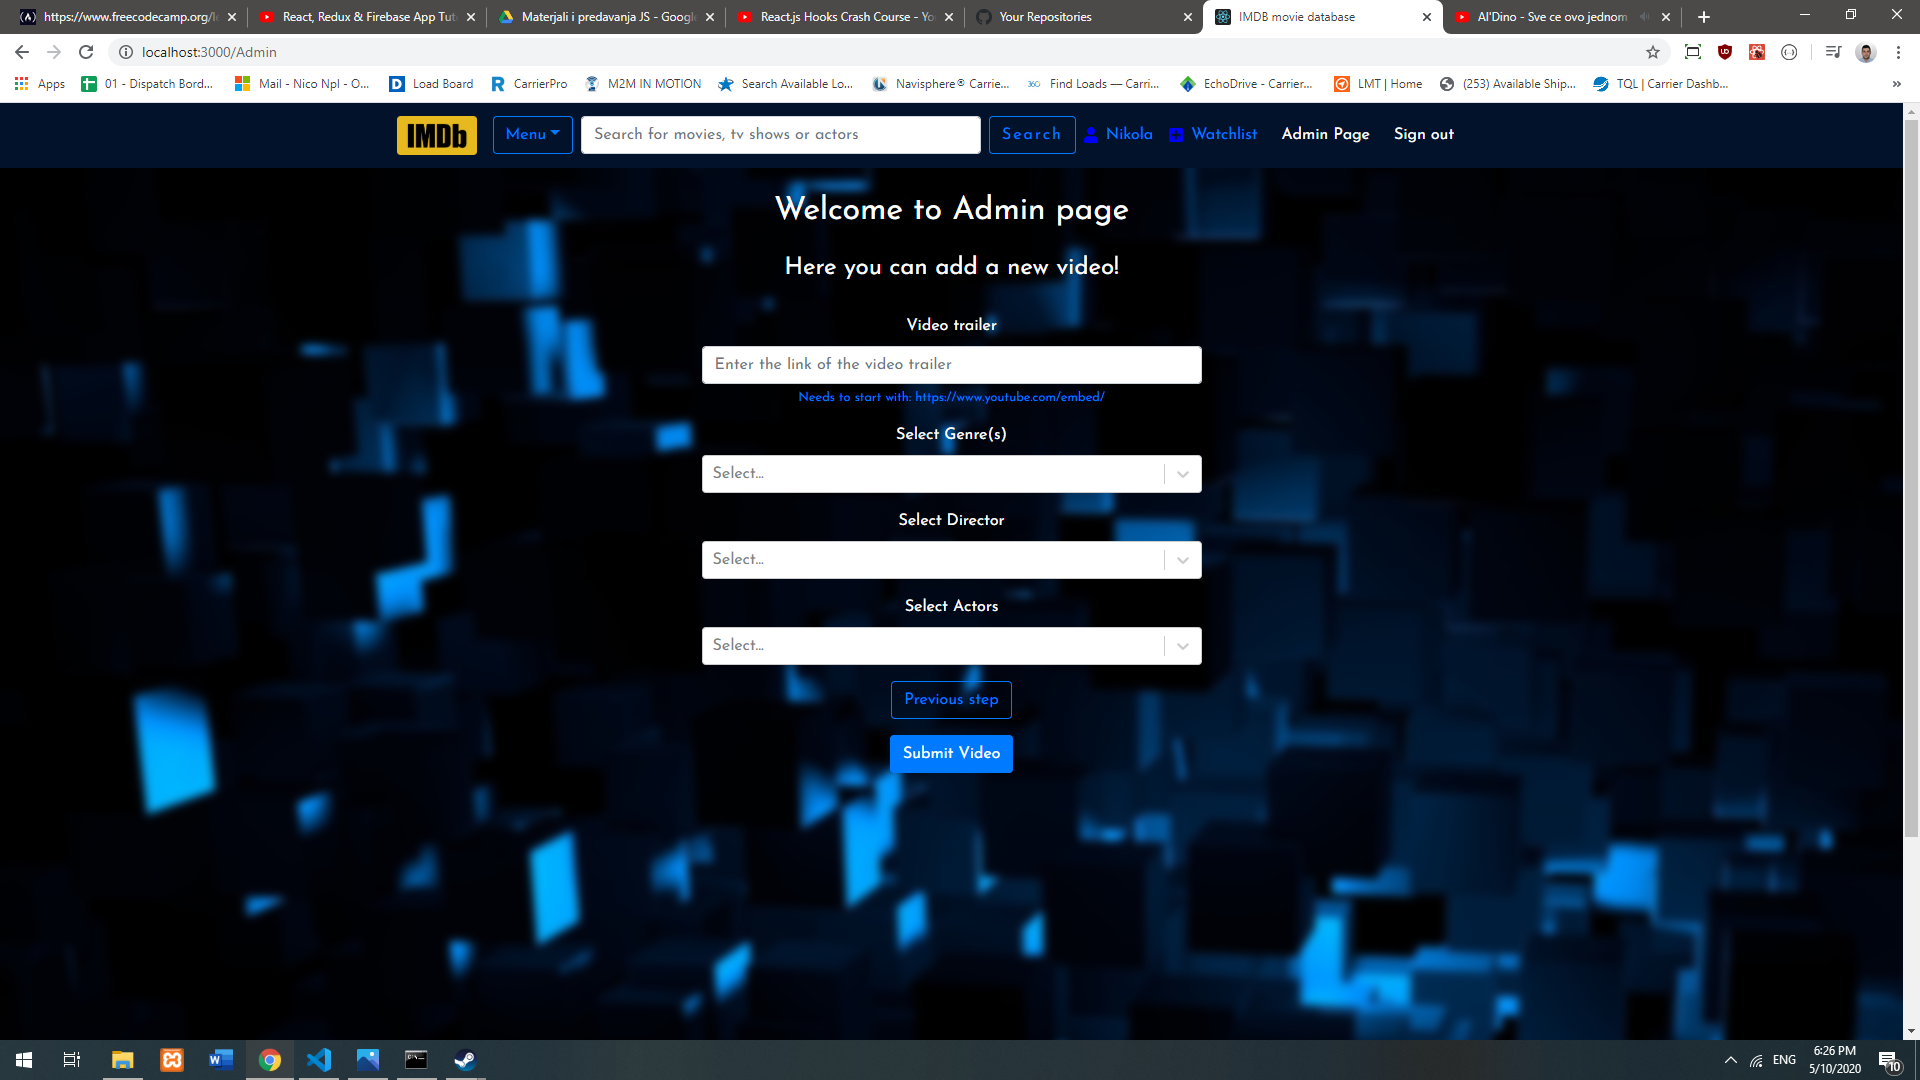 https://www.freecodecamp.org/l
React, Redux & Firebase App Tut
Materjali i predavanja JS - Google
React.js Hooks Crash Course - Yo
Your Repositories
IMDB movie database
Al'Dino - Sve ce ovo jednom
localhost:3000/Admin
Apps
01 - Dispatch Bord...
Mail - Nico Npl - O...
Load Board
CarrierPro
M2M IN MOTION
Search Available Lo...
Navisphere® Carrie...
360
Find Loads — Carri...
EchoDrive - Carrier...
LMT | Home
(253) Available Ship...
TQL | Carrier Dashb...
IMDb
Menu
Search for movies, tv shows or actors
Search
Nikola
Watchlist
Admin Page
Sign out
Welcome to Admin page
Here you can add a new video!
Video trailer
Enter the link of the video trailer
Needs to start with: https://www.youtube.com/embed/
Select Genre(s)
Select...
Select Director
Select...
Select Actors
Select...
Previous step
Submit Video
ENG
6:26 PM
5/10/2020
10